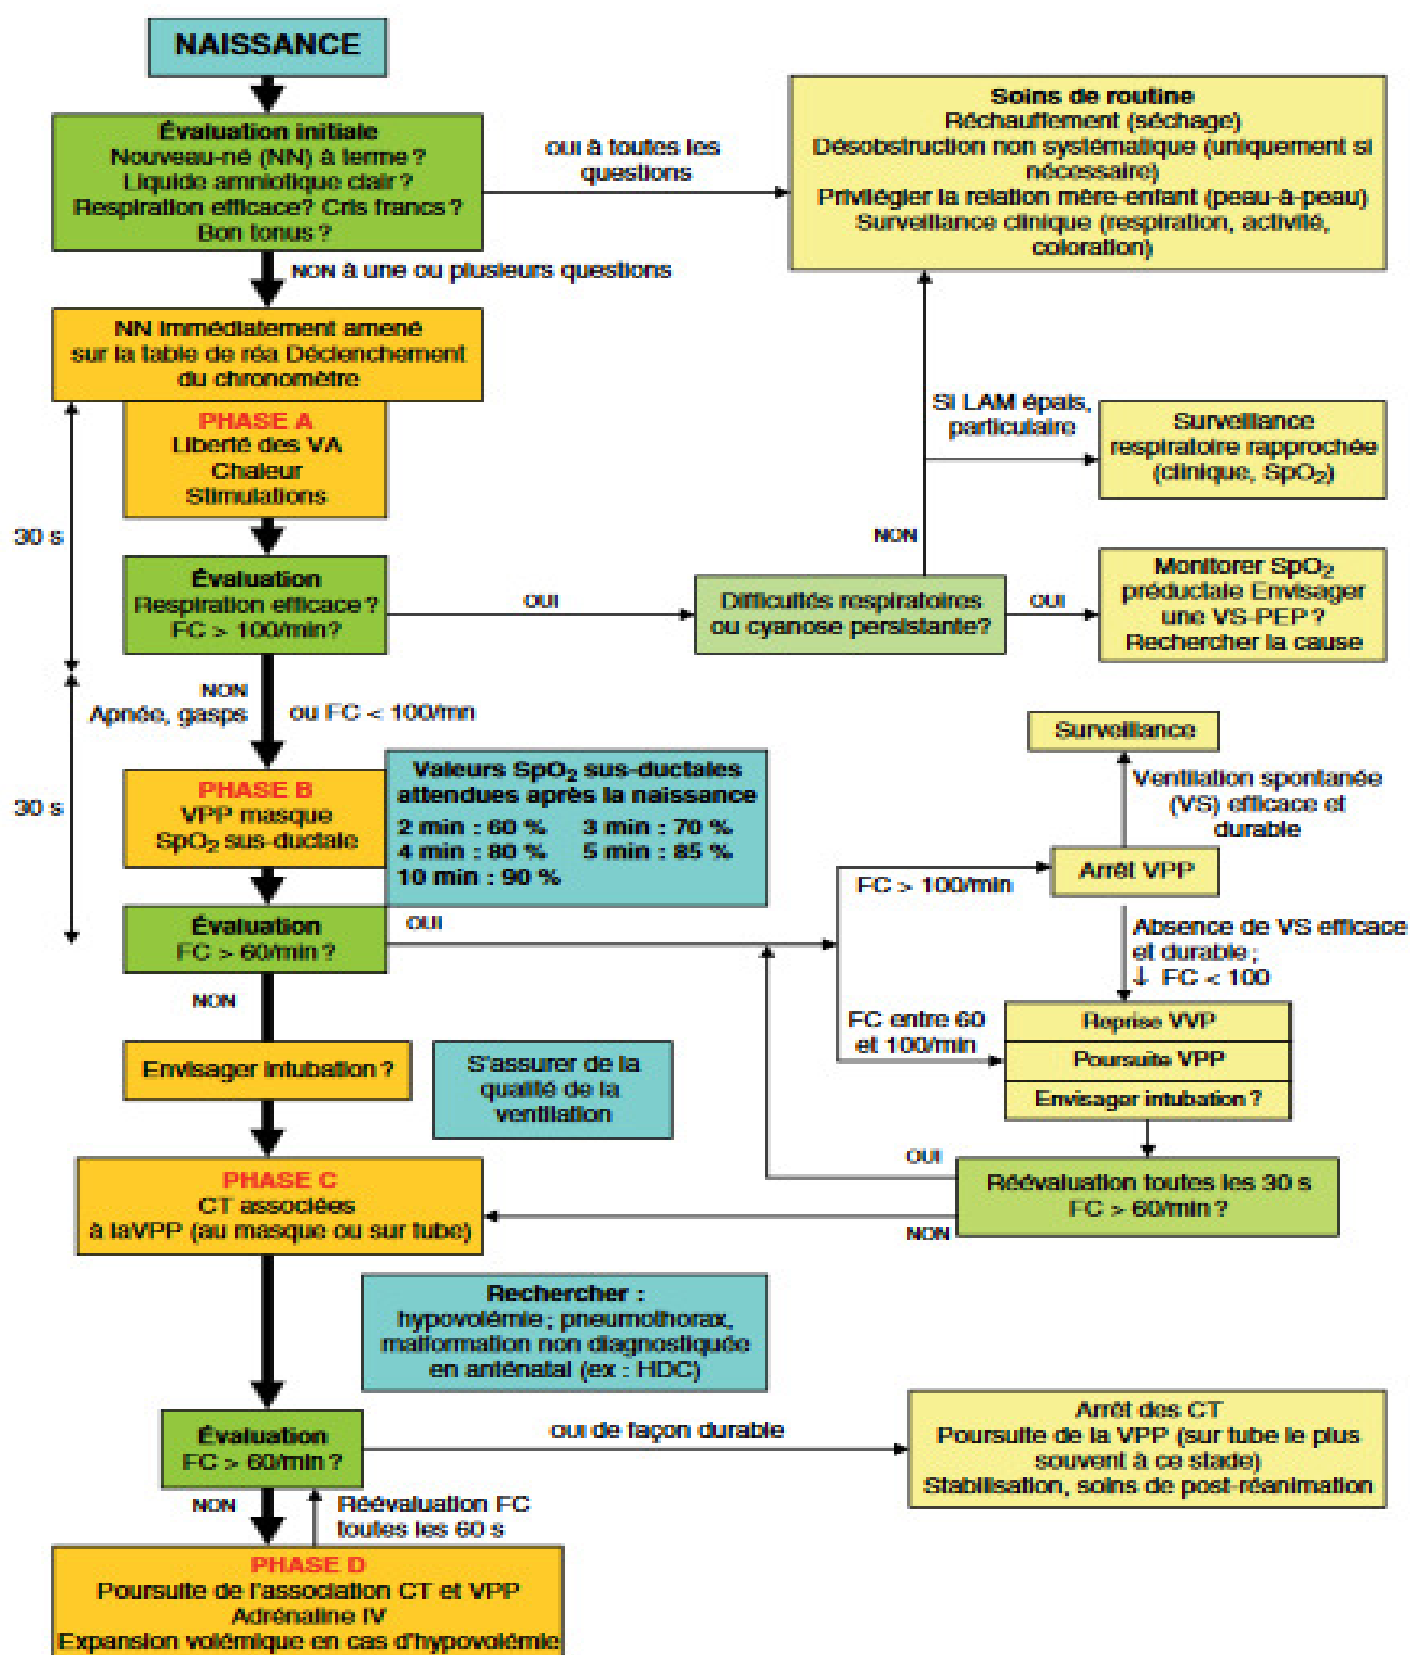 NAISSANCE
Évaluation initiale
Nouveau-né (NN) à terme ?
Liquide amniotique clair ?
Respiration efficace? Cris francs ?
Bon tonus ?
OUI à toutes les
questions
Soins de routine
Réchauffement (séchage)
Désobstruction non systématique (uniquement si
nécessaire)
Privilégier la relation mère-enfant (peau-à-peau)
Surveillance clinique (respiration, activité,
coloration)
NON à une ou plusieurs questions
NN immédiatement amené
sur la table de réa Déclenchement
du chronomètre
PHASE A
Liberté des VA
Chaleur
Stimulations
30 s
Si LAM épais,
particulaire
Surveillance
respiratoire rapprochée
(clinique, SpO2)
NON
Évaluation
Respiration efficace ?
FC > 100/min?
OUI
Difficultés respiratoires
ou cyanose persistante?
OUI
Monitorer SpO2
préductale Envisager
une VS-PEP ?
Rechercher la cause
NON
Apnée, gasps
ou FC < 100/mn
30 s
PHASE B
VPP masque
SpO2 sus-ductale
Valeurs SpO2 sus-ductales
attendues après la naissance
2 min : 60 % 3 min : 70 %
4 min : 80 % 5 min : 85 %
10 min : 90 %
Surveillance
Ventilation spontanée
(VS) efficace et
durable
FC > 100/min
Arrêt VPP
Évaluation
FC > 60/min ?
OUI
Absence de VS efficace
et durable ;
↓ FC < 100
NON
FC entre 60
et 100/min
Reprise VVP
Poursuite VPP
Envisager intubation ?
Envisager intubation ?
S'assurer de la
qualité de la
ventilation
OUI
Réévaluation toutes les 30 s
FC > 60/min ?
NON
PHASE C
CT associées
à laVPP (au masque ou sur tube)
Rechercher :
hypovolémie ; pneumothorax,
malformation non diagnostiquée
en anténatal (ex : HDC)
Évaluation
FC > 60/min ?
OUI de façon durable
Arrêt des CT
Poursuite de la VPP (sur tube le plus
souvent à ce stade)
Stabilisation, soins de post-réanimation
NON
Réévaluation FC
toutes les 60 s
PHASE D
Poursuite de l'association CT et VPP
Adrénaline IV
Expansion volémique en cas d'hypovolémie